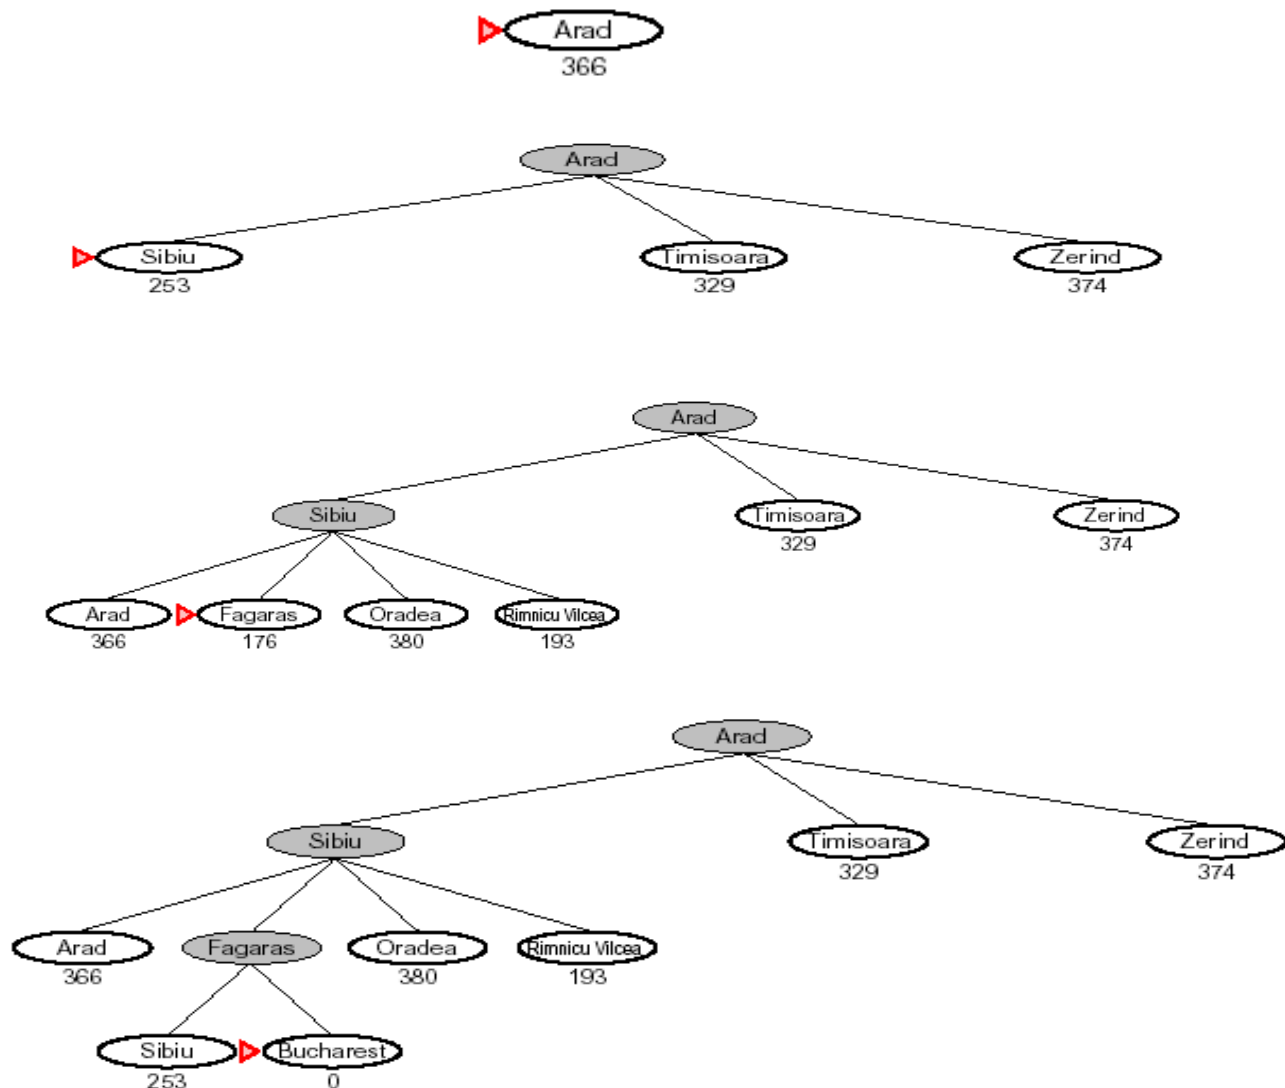 Arad
366
Arad
Sibiu Timisoara Zerind
253 329 374
Arad
Sibiu Timisoara Zerind
329 374
Arad Fagaras Oradea Rimnicu Vilcea
366 176 380 193
Arad
Sibiu Timisoara Zerind
329 374
Arad Fagaras Oradea Rimnicu Vilcea
366 380 193
Sibiu Bucharest
253 0